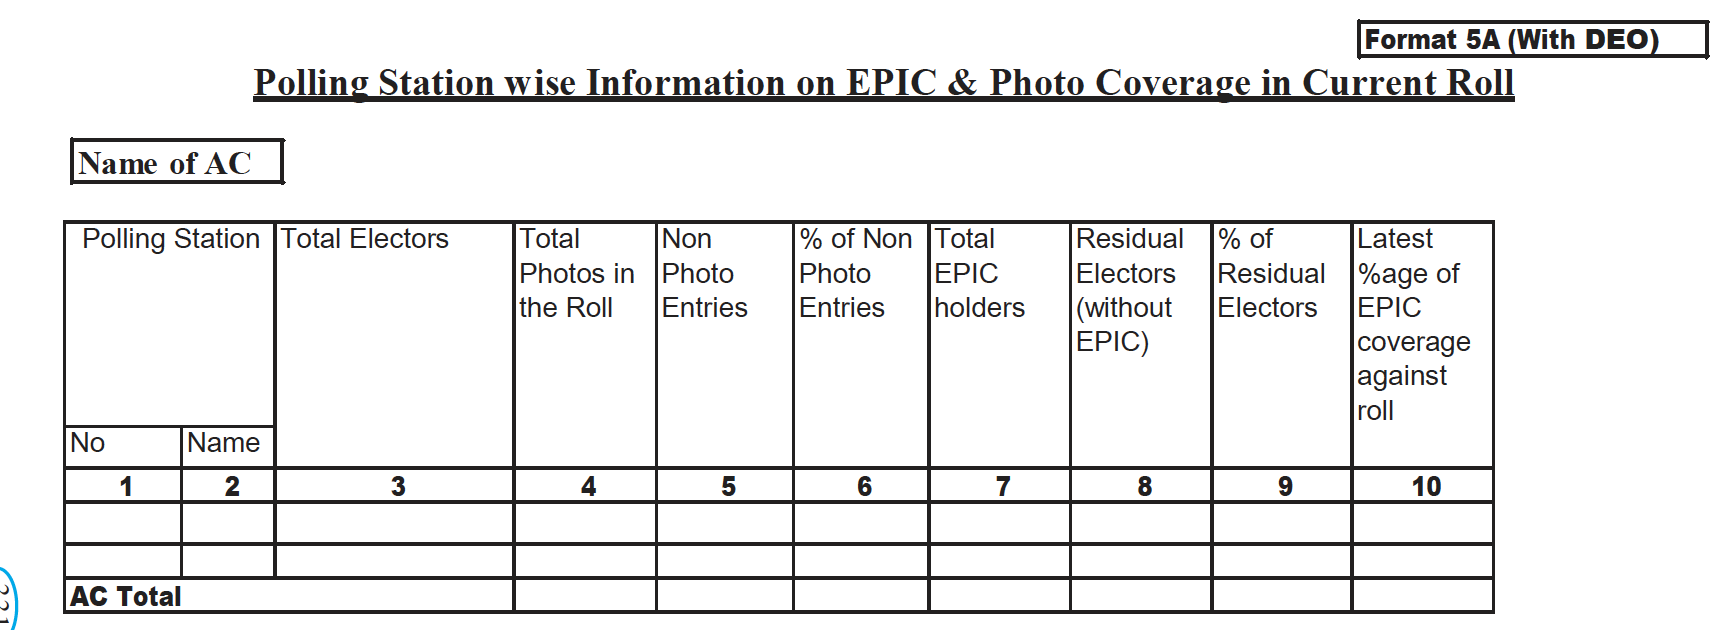 Format 5A (With DEO)
Polling Station wise Information on EPIC & Photo Coverage in Current Roll
Name of AC
Polling Station
No
Name
Total Electors
Total
Photos in
the Roll
Non
Photo
Entries
% of Non
Photo
Entries
Total
EPIC
holders
Residual
Electors
(without
EPIC)
% of
Residual
Electors
Latest
%age of
EPIC
coverage
against
roll
1 2 3 4 5 6 7 8 9 10
AC Total